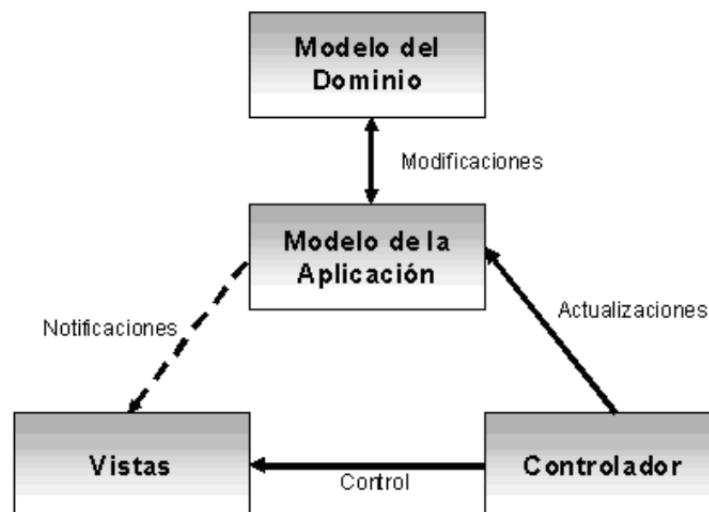 Modelo del
Dominio
Modificaciones
Modelo de la
Aplicación
Notificaciones
Actualizaciones
Vistas
Control
Controlador